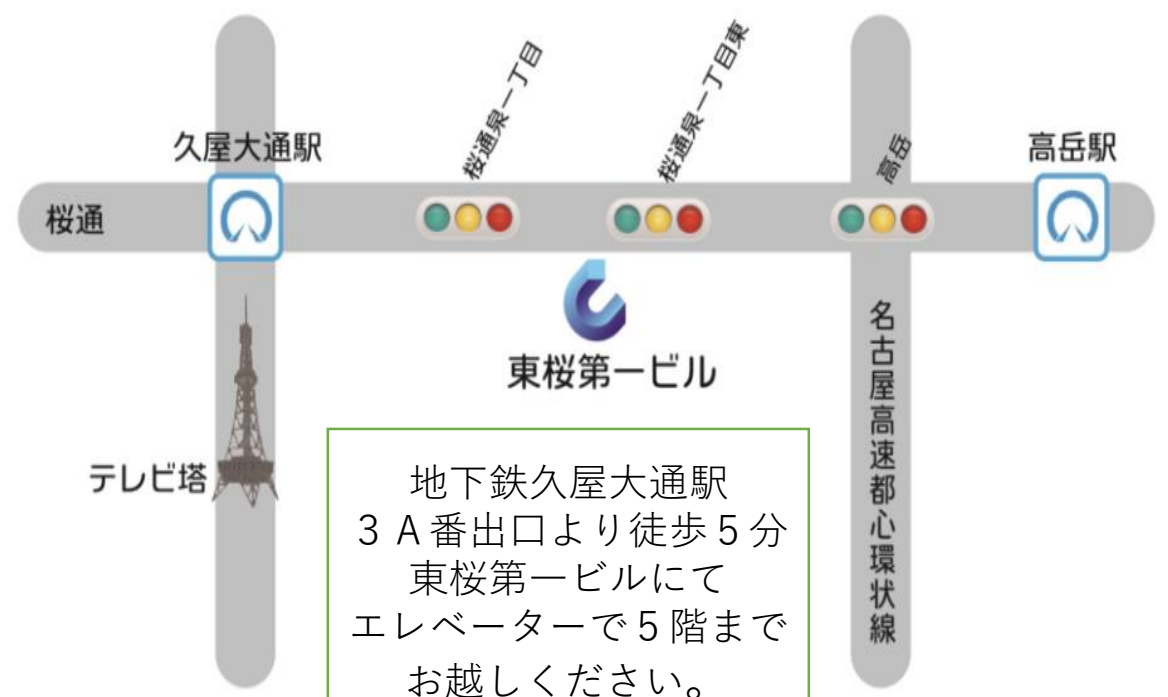 桜通泉一丁目
桜通泉一丁目東
久屋大通駅
高岳
高岳駅
桜通
東桜第一ビル
名古屋高速都心環状線
テレビ塔
地下鉄久屋大通駅
３Ａ番出口より徒歩５分
東桜第一ビルにて
エレベーターで５階まで
お越しください。